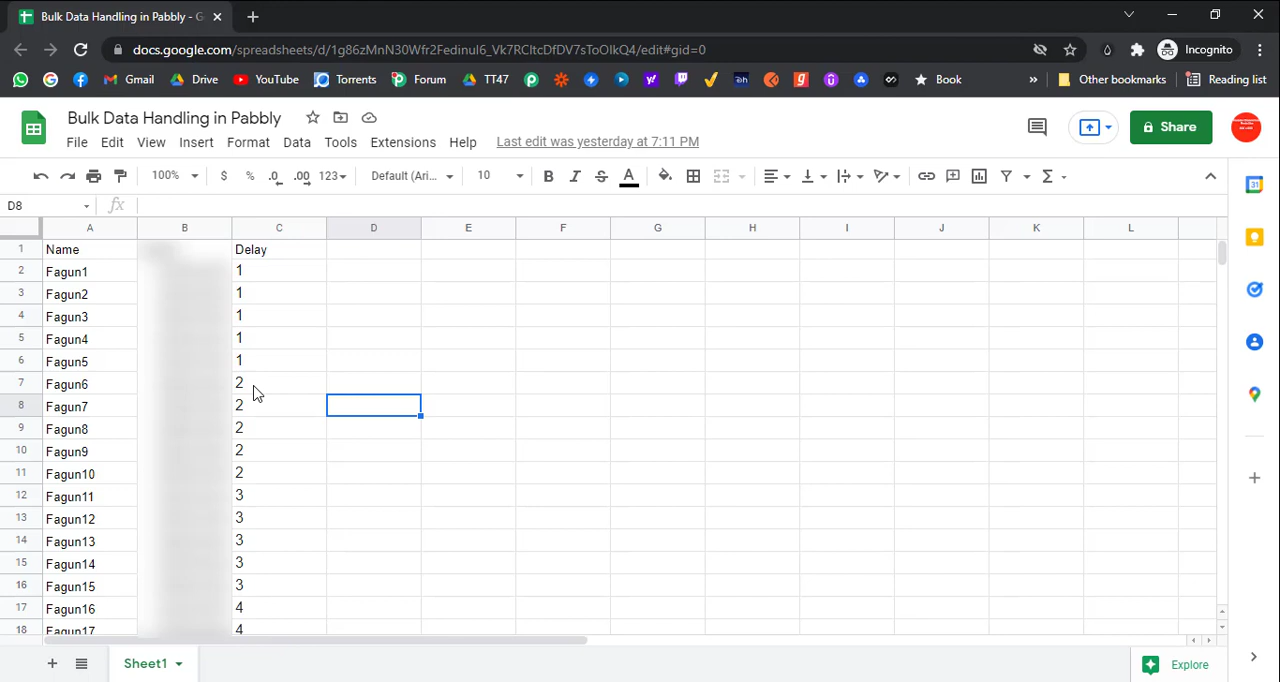 Bulk Data Handling in Pabbly - G
docs.google.com/spreadsheets/d/1g86zMnN30Wfr2FedinuI6_Vk7RCltcDfDV7sToOIkQ4/edit#gid=0
Incognito
Gmail Drive YouTube Torrents Forum TT47 Book » Other bookmarks Reading list
Bulk Data Handling in Pabbly
File Edit View Insert Format Data Tools Extensions Help Last edit was yesterday at 7:11 PM
Share
100% $ % .0 .00 123 Default (Ari... 10 B I S A Σ
D8 fx
A B C D E F G H I J K L
1 Name Delay
2 Fagun1 1
3 Fagun2 1
4 Fagun3 1
5 Fagun4 1
6 Fagun5 1
7 Fagun6 2
8 Fagun7 2
9 Fagun8 2
10 Fagun9 2
11 Fagun10 2
12 Fagun11 3
13 Fagun12 3
14 Fagun13 3
15 Fagun14 3
16 Fagun15 3
17 Fagun16 4
18 Fagun17 4
Sheet1
Explore